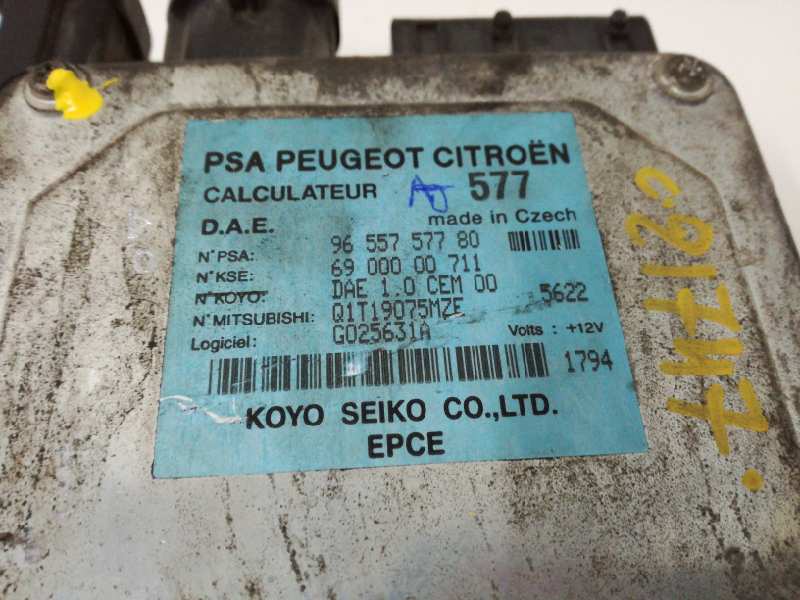 PSA PEUGEOT CITROËN
CALCULATEUR 577
D.A.E. made in Czech
N°PSA: 96 557 577 80
N°KSE: 69 000 00 711
N°KOYO: DAE 1.0 CEM 00 5622
N°MITSUBISHI: Q1T19075MZE
Logiciel: G025631A Volts: +12V
1794
KOYO SEIKO CO.,LTD.
EPCE
C21747.